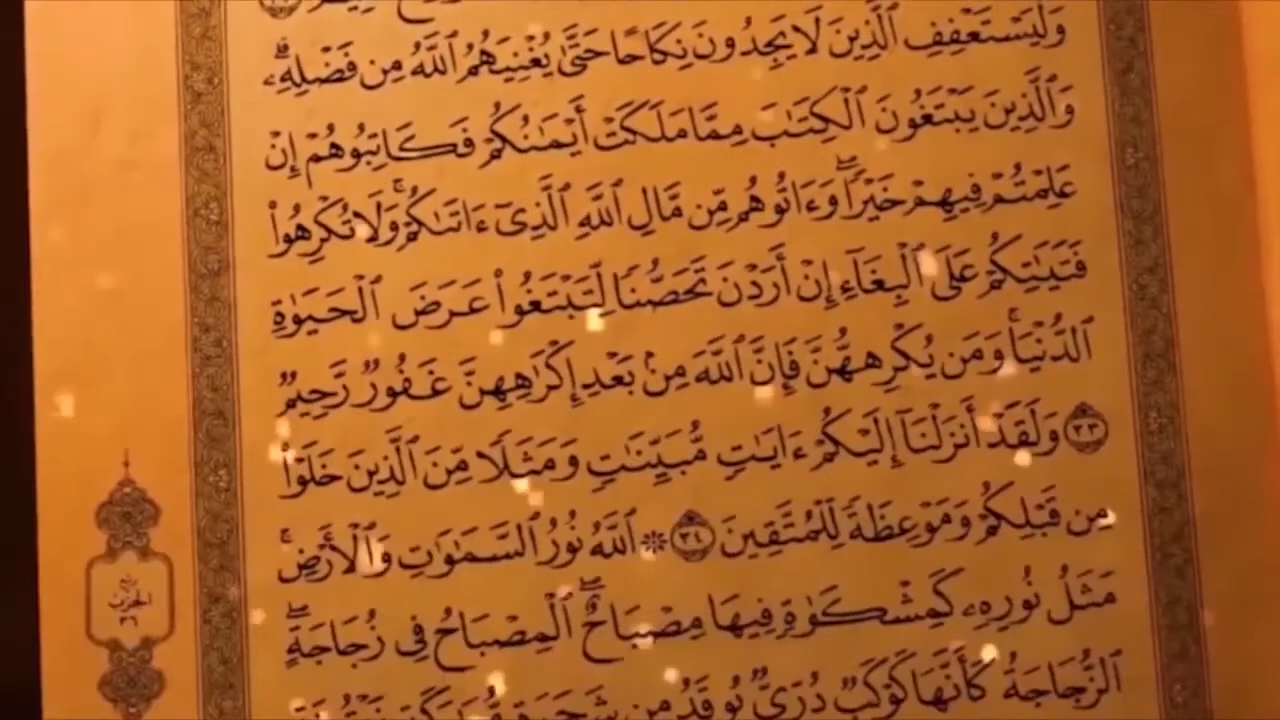 وَلْيَسْتَعْفِفِ ٱلَّذِينَ لَا يَجِدُونَ نِكَاحًا حَتَّىٰ يُغْنِيَهُمُ ٱللَّهُ مِن فَضْلِهِۦۗ
وَٱلَّذِينَ يَبْتَغُونَ ٱلْكِتَـٰبَ مِمَّا مَلَكَتْ أَيْمَـٰنُكُمْ فَكَاتِبُوهُمْ إِنْ
عَلِمْتُمْ فِيهِمْ خَيْرًاۖ وَءَاتُوهُم مِّن مَّالِ ٱللَّهِ ٱلَّذِىٓ ءَاتَىٰكُمْۚ وَلَا تُكْرِهُوا۟
فَتَيَـٰتِكُمْ عَلَى ٱلْبِغَآءِ إِنْ أَرَدْنَ تَحَصُّنًا لِّتَبْتَغُوا۟ عَرَضَ ٱلْحَيَوٰةِ
ٱلدُّنْيَاۚ وَمَن يُكْرِههُّنَّ فَإِنَّ ٱللَّهَ مِنۢ بَعْدِ إِكْرَٰهِهِنَّ غَفُورٌ رَّحِيمٌ
٣٣ وَلَقَدْ أَنزَلْنَآ إِلَيْكُمْ ءَايَـٰتٍ مُّبَيِّنَـٰتٍ وَمَثَلًا مِّنَ ٱلَّذِينَ خَلَوْا۟
مِن قَبْلِكُمْ وَمَوْعِظَةً لِّلْمُتَّقِينَ ٣٤ ۞ ٱللَّهُ نُورُ ٱلسَّمَـٰوَٰتِ وَٱلْأَرْضِۚ
مَثَلُ نُورِهِۦ كَمِشْكَوٰةٍ فِيهَا مِصْبَاحٌۖ ٱلْمِصْبَاحُ فِى زُجَاجَةٍۖ
ٱلزُّجَاجَةُ كَأَنَّهَا كَوْكَبٌ دُرِّىٌّ يُوقَدُ مِن شَجَرَةٍ
ربع
الحزب
٣٦